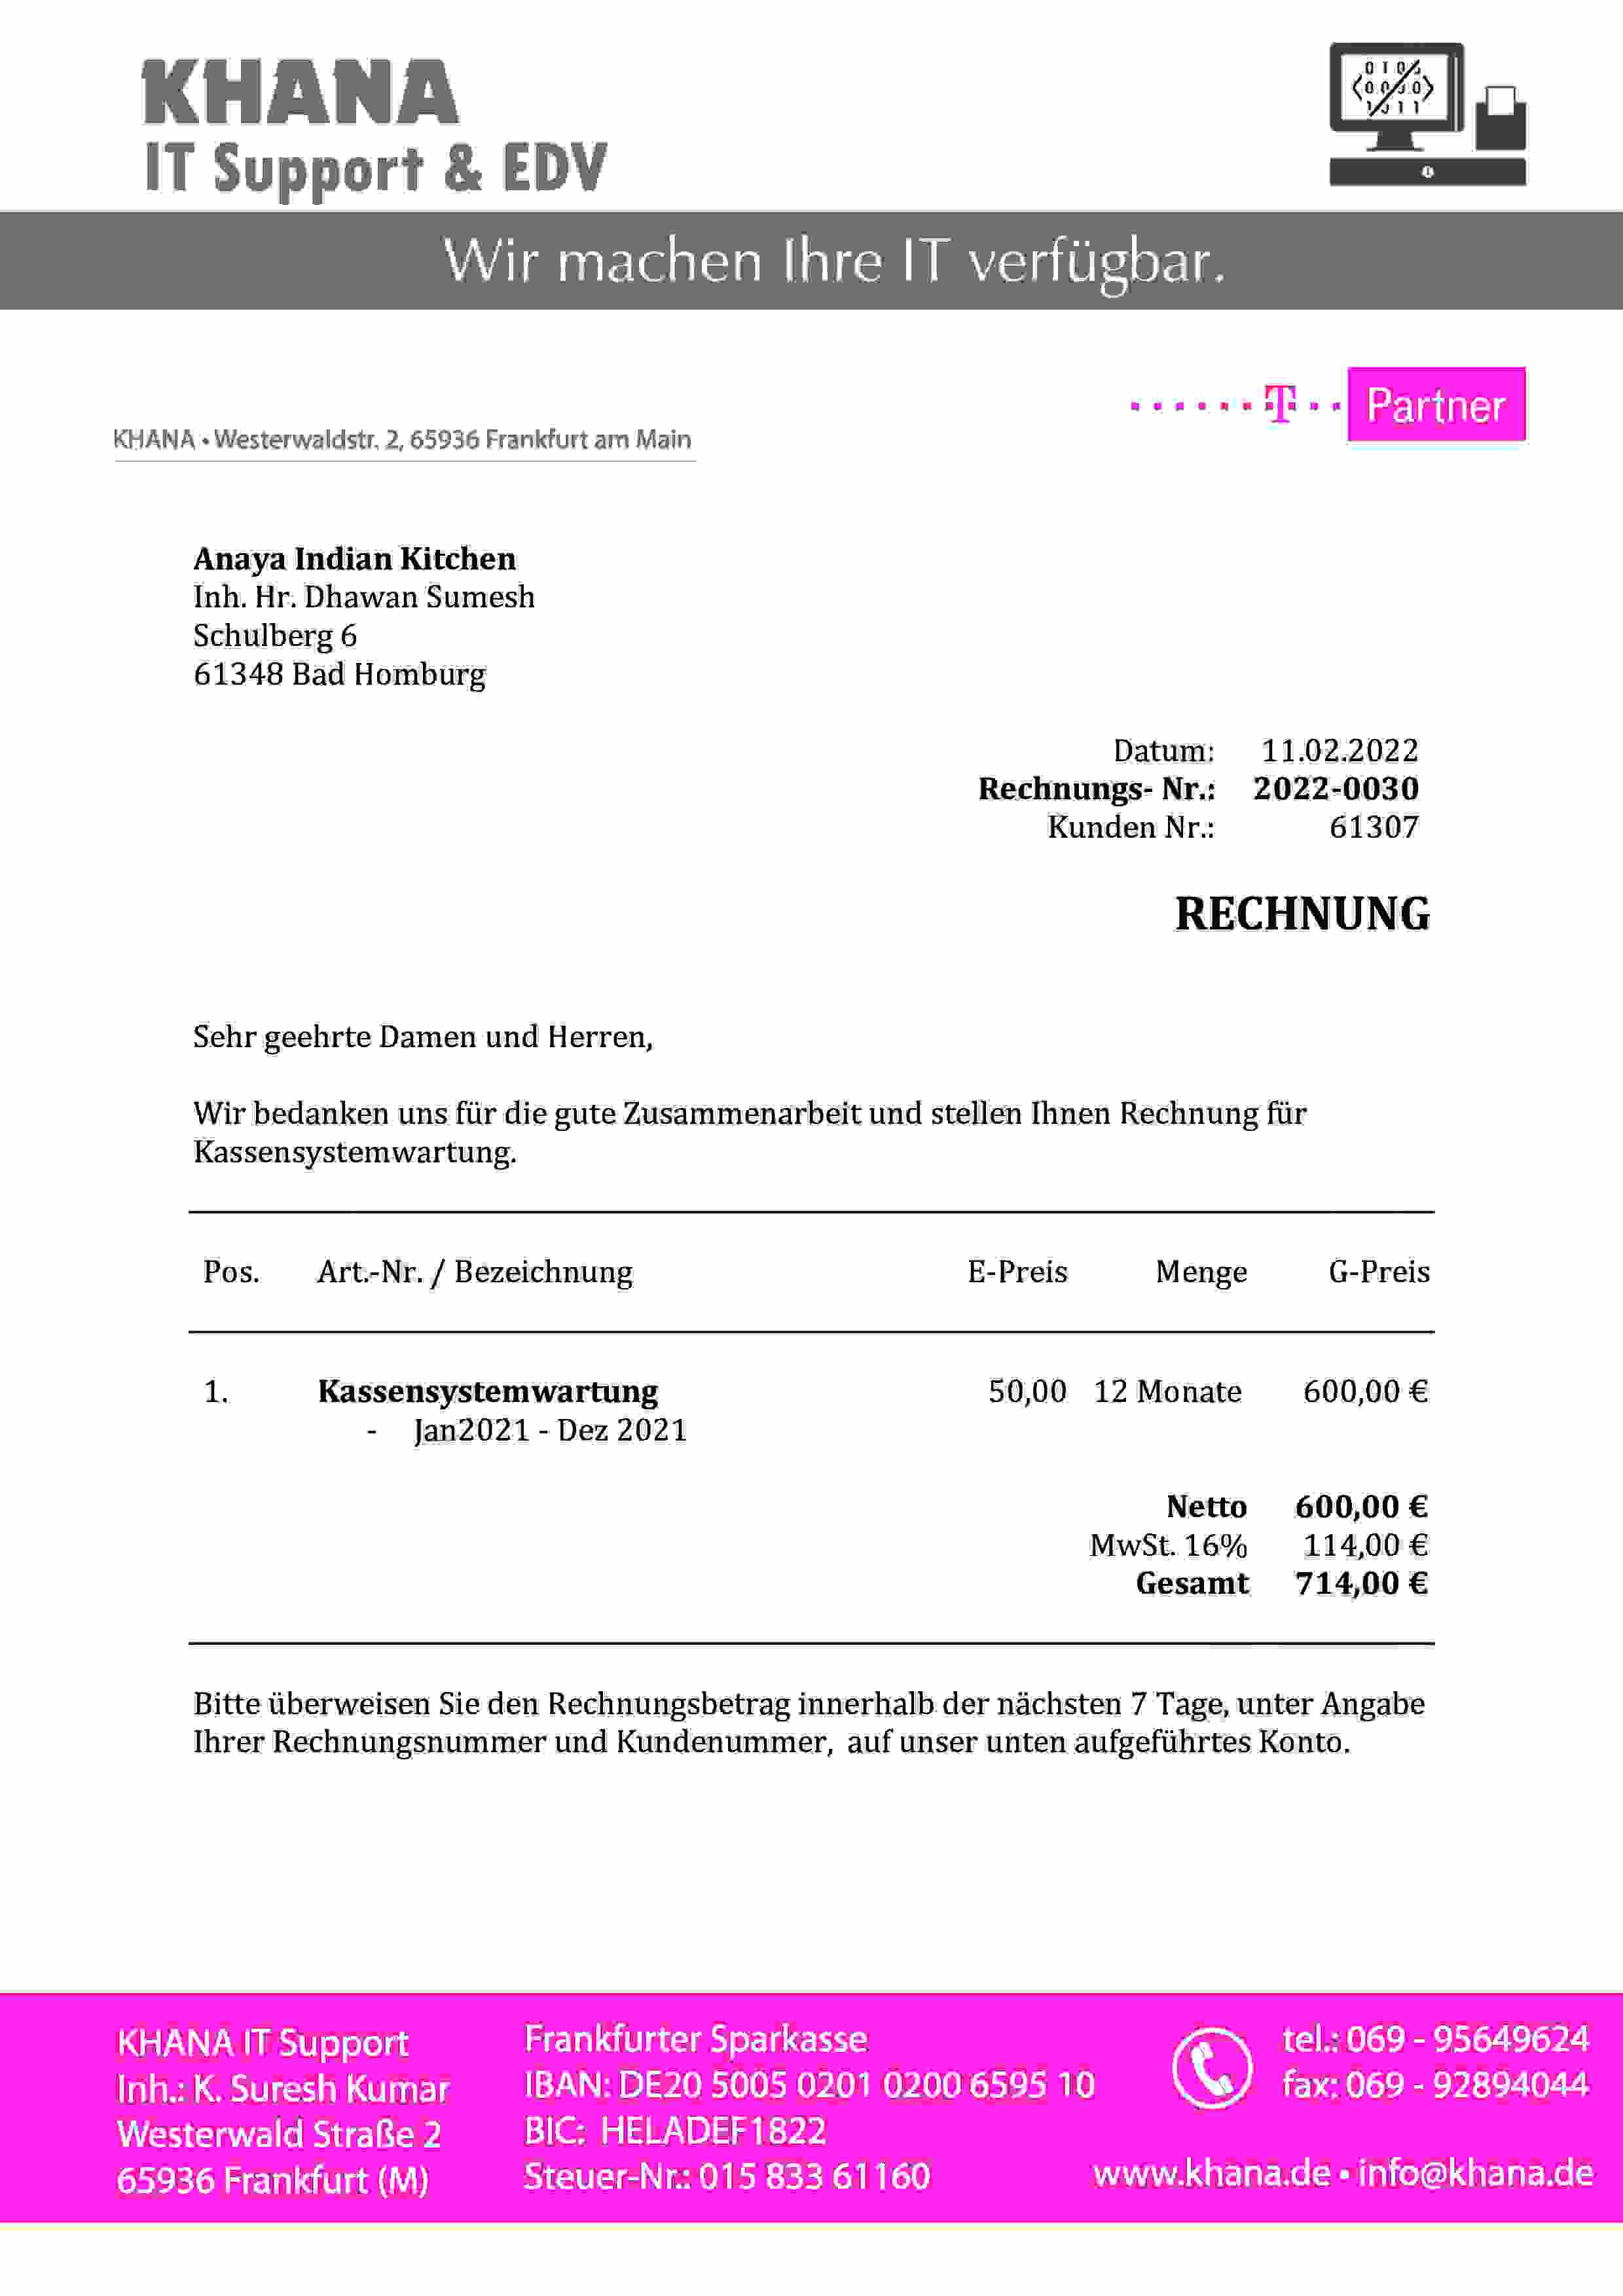 KHANA
IT Support & EDV
Wir machen Ihre IT verfügbar.
T Partner
KHANA • Westerwaldstr. 2, 65936 Frankfurt am Main
Anaya Indian Kitchen
Inh. Hr. Dhawan Sumesh
Schulberg 6
61348 Bad Homburg
Datum: 11.02.2022
Rechnungs- Nr.: 2022-0030
Kunden Nr.: 61307
RECHNUNG
Sehr geehrte Damen und Herren,
Wir bedanken uns für die gute Zusammenarbeit und stellen Ihnen Rechnung für
Kassensystemwartung.
Pos. Art.-Nr. / Bezeichnung E-Preis Menge G-Preis
1. Kassensystemwartung 50,00 12 Monate 600,00 €
- Jan2021 - Dez 2021
Netto 600,00 €
MwSt. 16% 114,00 €
Gesamt 714,00 €
Bitte überweisen Sie den Rechnungsbetrag innerhalb der nächsten 7 Tage, unter Angabe
Ihrer Rechnungsnummer und Kundenummer, auf unser unten aufgeführtes Konto.
KHANA IT Support
Inh.: K. Suresh Kumar
Westerwald Straße 2
65936 Frankfurt (M)
Frankfurter Sparkasse
IBAN: DE20 5005 0201 0200 6595 10
BIC: HELADEF1822
Steuer-Nr.: 015 833 61160
tel.: 069 - 95649624
fax: 069 - 92894044
www.khana.de • info@khana.de